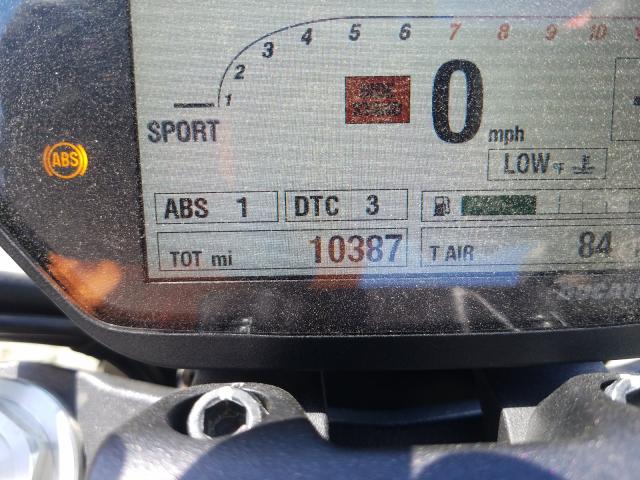 1 2 3 4 5 6 7 8 9 10
SPORT
0 mph
ABS
LOW °F
ABS 1 DTC 3
TOT mi 10387 T AIR 84